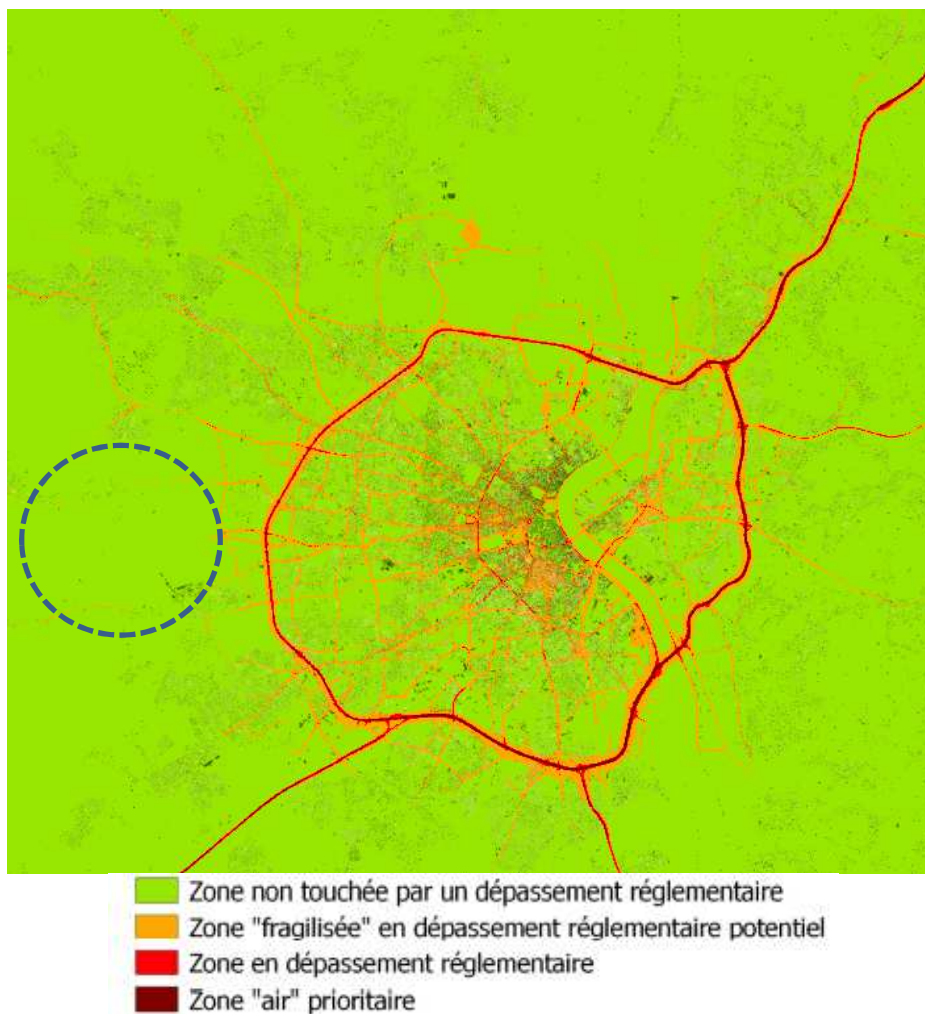 Zone non touchée par un dépassement réglementaire
Zone "fragilisée" en dépassement réglementaire potentiel
Zone en dépassement réglementaire
Zone "air" prioritaire